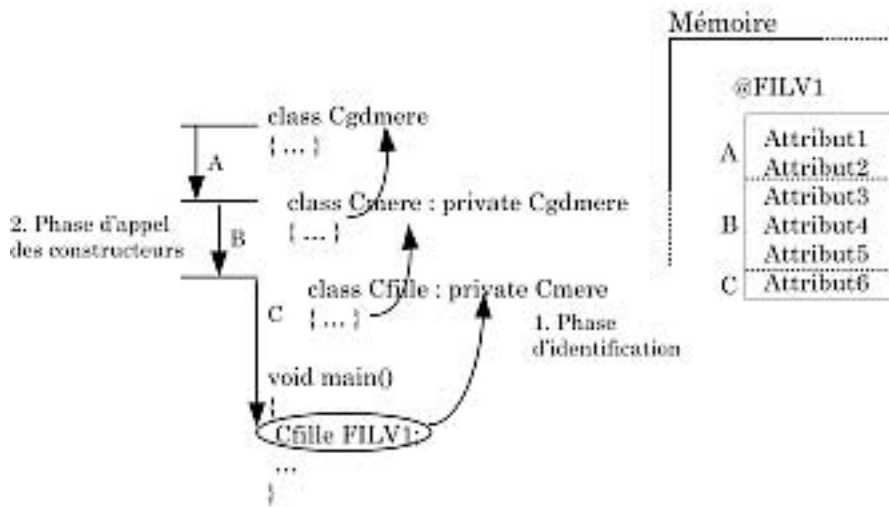 Mémoire
@FILV1
A
Attribut1
Attribut2
B
Attribut3
Attribut4
Attribut5
C
Attribut6
class Cgdmere
{ ... }
A
class Cmere : private Cgdmere
{ ... }
2. Phase d'appel
des constructeurs
B
class Cfille : private Cmere
{ ... }
C
1. Phase
d'identification
void main()
{
Cfille FILV1;
...
}